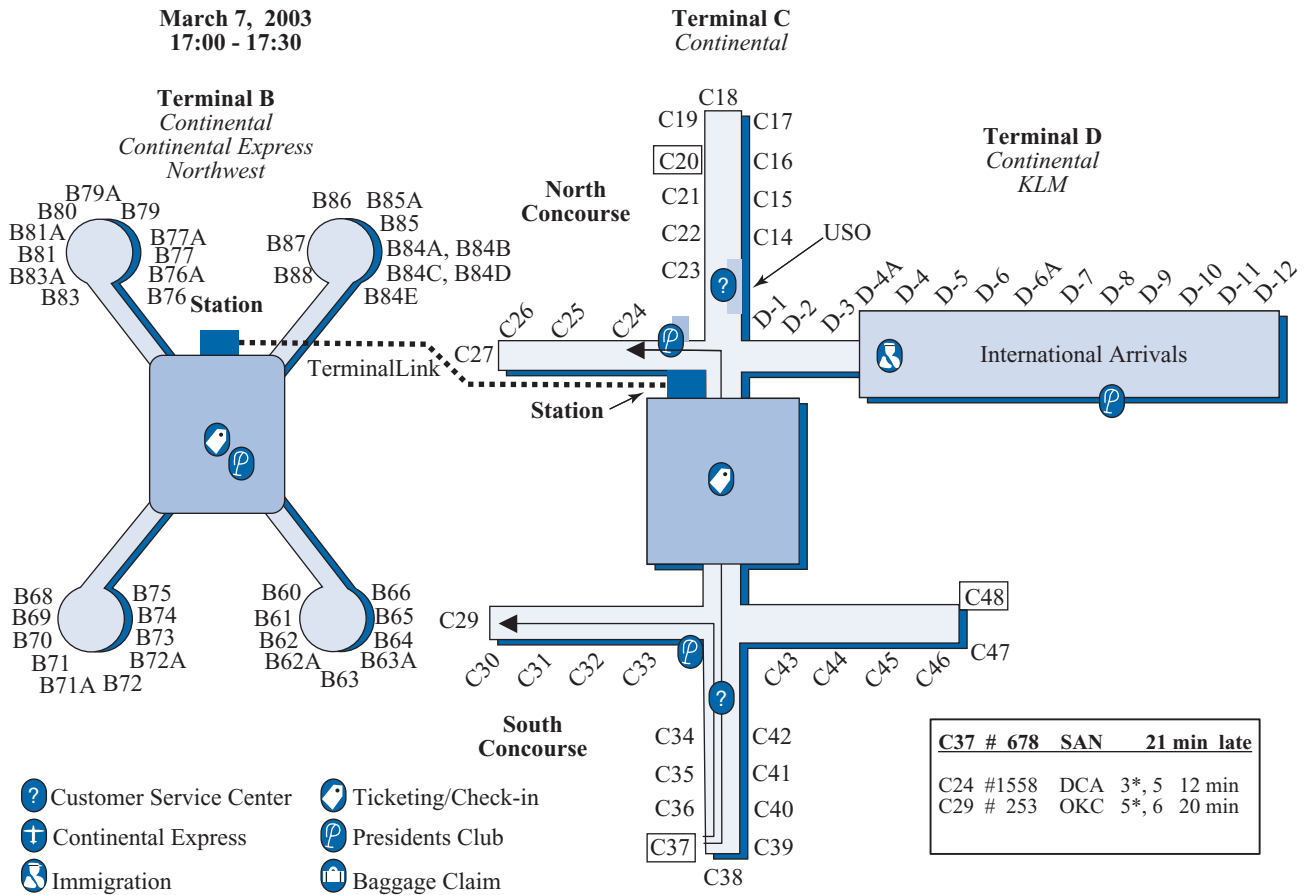 March 7, 2003
17:00 - 17:30
Terminal B
Continental
Continental Express
Northwest
B79A
B80
B79
B81A
B77A
B81
B77
B83A
B76A
B83
B76
B86
B85A
B85
B87
B84A, B84B
B88
B84C, B84D
B84E
Station
TerminalLink
B68
B75
B69
B74
B70
B73
B71
B72A
B71A
B72
B60
B66
B61
B65
B62
B64
B62A
B63A
B63
Terminal C
Continental
C18
C19
C17
C20
C16
C21
C15
C22
C14
C23
North
Concourse
USO
C26
C25
C24
C27
Station
D-1
D-2
D-3
D-4A
D-4
D-5
D-6
D-6A
D-7
D-8
D-9
D-10
D-11
D-12
Terminal D
Continental
KLM
International Arrivals
C29
C30
C31
C32
C33
C48
C47
C43
C44
C45
C46
South
Concourse
C34
C42
C35
C41
C36
C40
C37
C39
C38
C37 # 678 SAN 21 min late
C24 #1558 DCA 3*, 5 12 min
C29 # 253 OKC 5*, 6 20 min
? Customer Service Center
Continental Express
Immigration
Ticketing/Check-in
Presidents Club
Baggage Claim